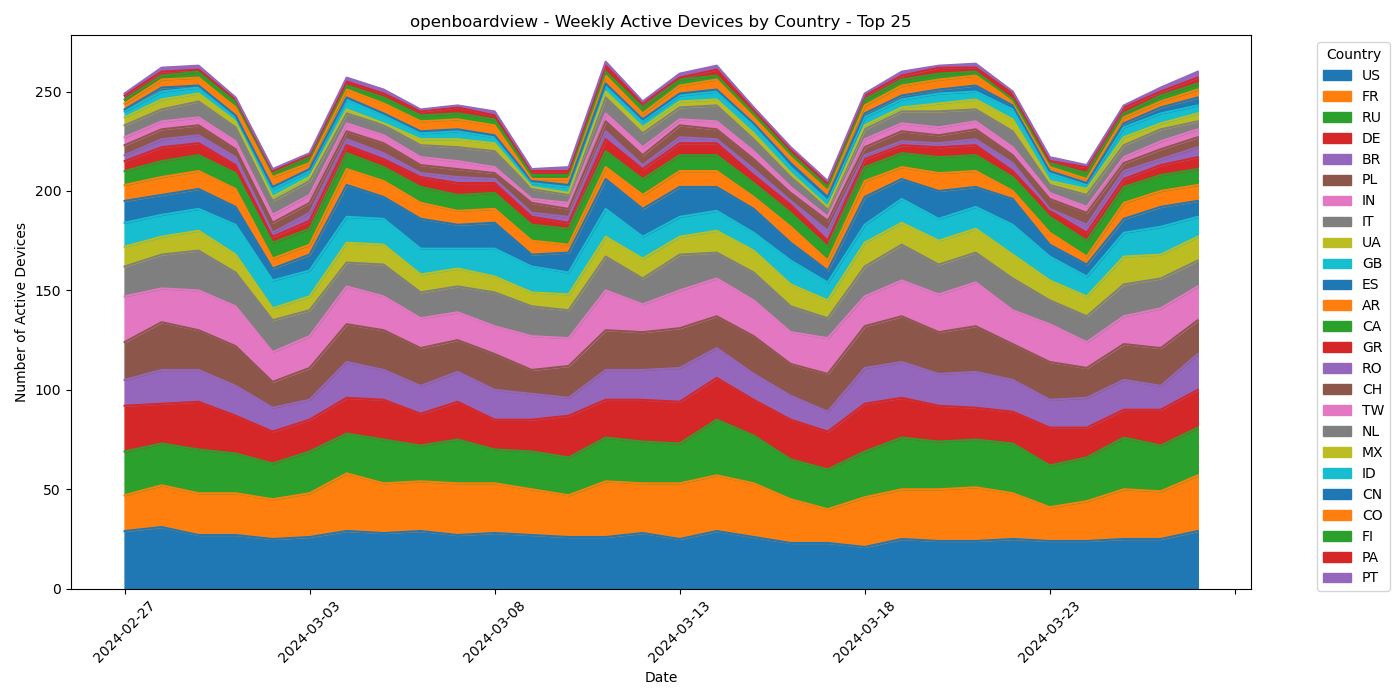 openboardview - Weekly Active Devices by Country - Top 25
Number of Active Devices
250
200
150
100
50
0
2024-02-27
2024-03-03
2024-03-08
2024-03-13
2024-03-18
2024-03-23
Date
Country
US
FR
RU
DE
BR
PL
IN
IT
UA
GB
ES
AR
CA
GR
RO
CH
TW
NL
MX
ID
CN
CO
FI
PA
PT